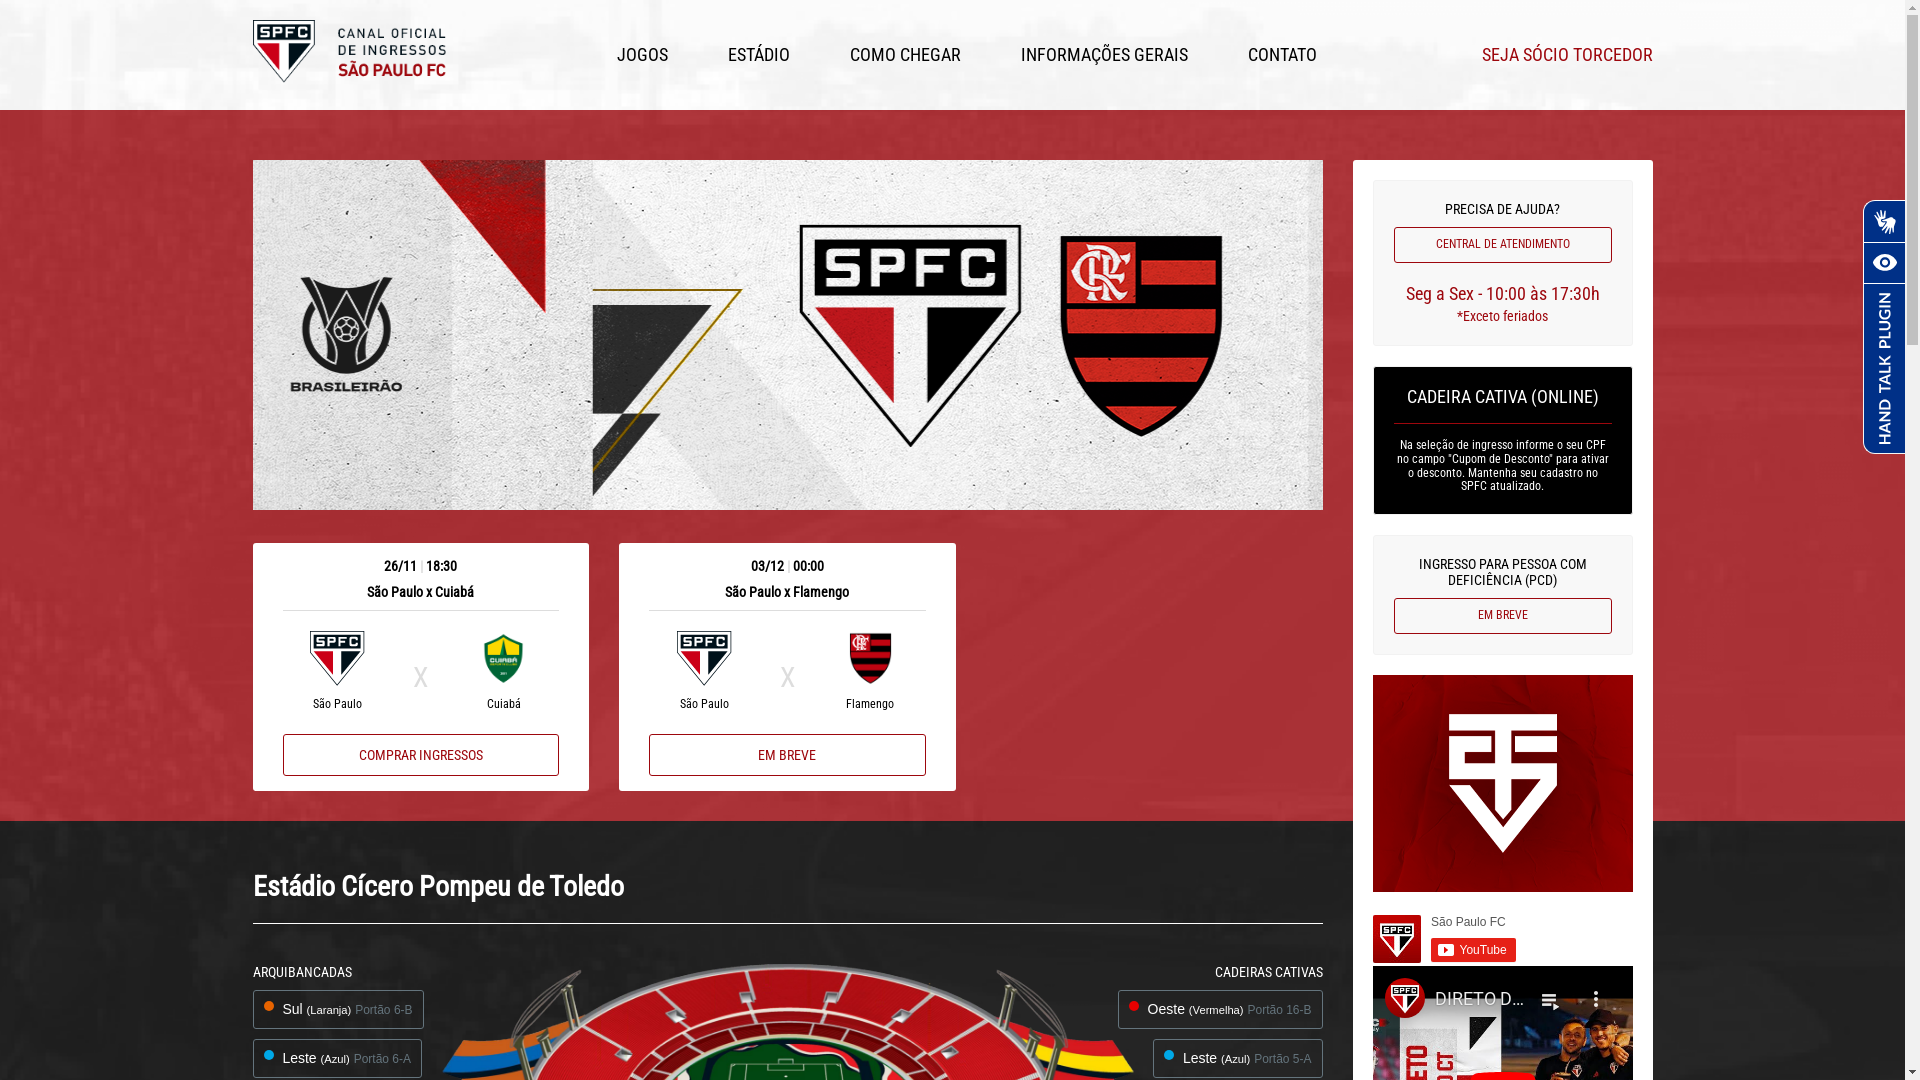 SPFC
CANAL OFICIAL
DE INGRESSOS
SÃO PAULO FC
JOGOS
ESTÁDIO
COMO CHEGAR
INFORMAÇÕES GERAIS
CONTATO
SEJA SÓCIO TORCEDOR
BRASILEIRÃO
SPFC
CRF
26/11 | 18:30
São Paulo x Cuiabá
SPFC
X
CUIABÁ
São Paulo
Cuiabá
COMPRAR INGRESSOS
03/12 | 00:00
São Paulo x Flamengo
SPFC
X
CRF
São Paulo
Flamengo
EM BREVE
PRECISA DE AJUDA?
CENTRAL DE ATENDIMENTO
Seg a Sex - 10:00 às 17:30h
*Exceto feriados
CADEIRA CATIVA (ONLINE)
Na seleção de ingresso informe o seu CPF
no campo "Cupom de Desconto" para ativar
o desconto. Mantenha seu cadastro no
SPFC atualizado.
INGRESSO PARA PESSOA COM
DEFICIÊNCIA (PCD)
EM BREVE
SPFC
São Paulo FC
YouTube
SPFC
DIRETO D...
HAND TALK PLUGIN
Estádio Cícero Pompeu de Toledo
ARQUIBANCADAS
Sul (Laranja) Portão 6-B
Leste (Azul) Portão 6-A
CADEIRAS CATIVAS
Oeste (Vermelha) Portão 16-B
Leste (Azul) Portão 5-A